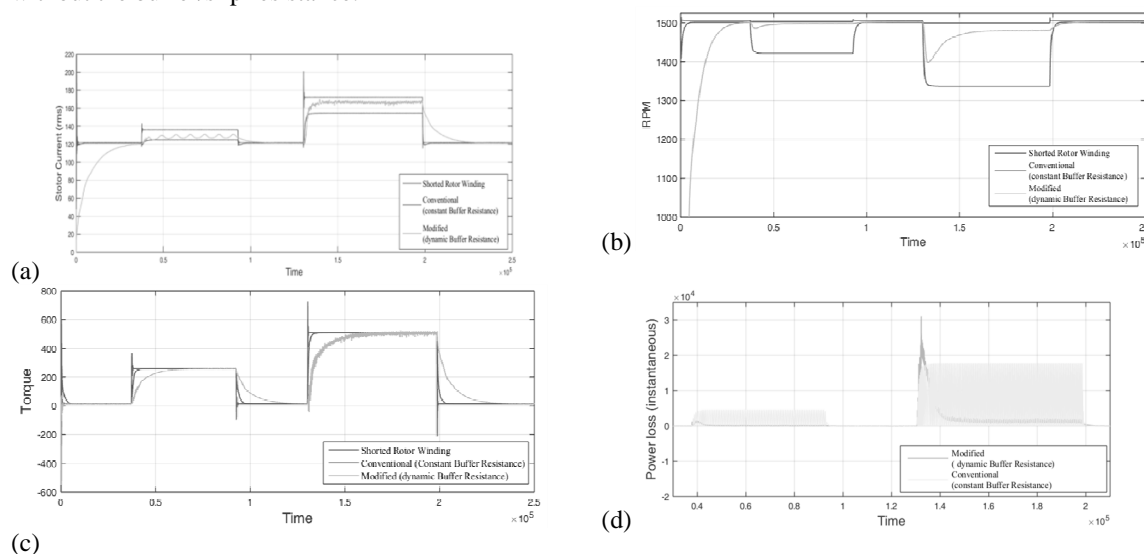 (a)
Stotor Current (rms)
220
200
180
160
140
120
100
80
60
40
20
0
0
0.5
1
1.5
2
2.5
Time
×10⁵
Shorted Rotor Winding
Conventional
(constant Buffer Resistance)
Modified
(dynamic Buffer Resistance)
(b)
RPM
1500
1400
1300
1200
1100
1000
0
0.5
1
1.5
2
Time
× 10⁵
Shorted Rotor Winding
Conventional
(constant Buffer Resistance)
Modified
(dynamic Buffer Resistance)
(c)
Torque
800
600
400
200
0
-200
-400
-600
0
0.5
1.0
1.5
2.0
2.5
Time
× 10⁵
Shorted Rotor Winding
Conventional (Constant Buffer Resistance)
Modified (dynamic Buffer Resistance)
(d)
Power loss (instantaneous)
×10⁴
3
2
1
0
-1
-2
0.4
0.6
0.8
1
1.2
1.4
1.6
1.8
2
Time
× 10⁵
Modified
( dynamic Buffer Resistance)
Conventional
(constant Buffer Resistance)